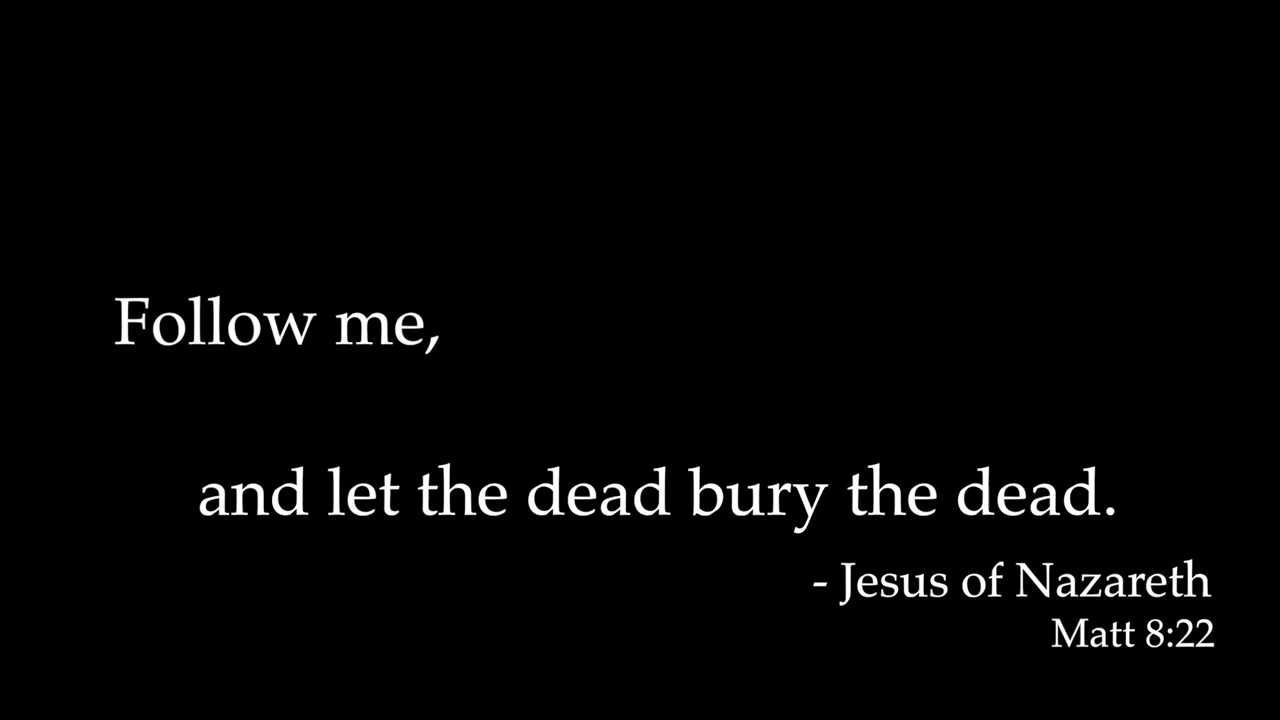 Follow me,
and let the dead bury the dead.
- Jesus of Nazareth
Matt 8:22